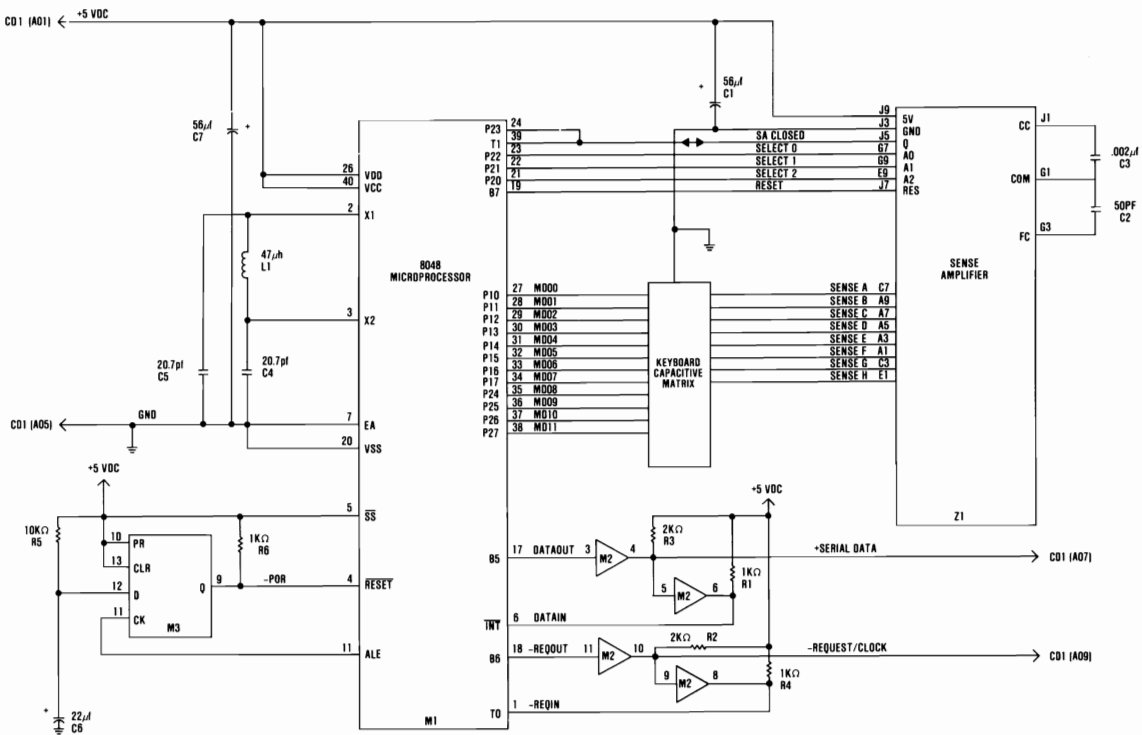 CD1 (A01)
+5 VDC
56µf
C7
+
26
VDD
40
VCC
2
X1
47µh
L1
3
X2
20.7pf
C5
20.7pf
C4
CD1 (A05)
GND
7
EA
20
VSS
+5 VDC
5
SS
10KΩ
R5
10
PR
13
CLR
12
D
11
CK
M3
Q
9
1KΩ
R6
-POR
4
RESET
11
ALE
+
22µf
C6
8048
MICROPROCESSOR
M1
+
56µf
C1
P23
24
T1
39
SA CLOSED
P22
23
SELECT 0
P21
22
SELECT 1
P20
21
SELECT 2
B7
19
RESET
P10 27 MD00
P11 28 MD01
P12 29 MD02
P13 30 MD03
P14 31 MD04
P15 32 MD05
P16 33 MD06
P17 34 MD07
P24 35 MD08
P25 36 MD09
P26 37 MD10
P27 38 MD11
KEYBOARD
CAPACITIVE
MATRIX
SENSE A C7
SENSE B A9
SENSE C A7
SENSE D A5
SENSE E A3
SENSE F A1
SENSE G C3
SENSE H E1
J9
5V
J3
GND
J5
Q
G7
A0
G9
A1
E9
A2
J7
RES
CC
J1
COM
G1
FC
G3
.002µf
C3
50PF
C2
SENSE
AMPLIFIER
Z1
+5 VDC
B5
17
DATAOUT
3
M2
4
2KΩ
R3
+SERIAL DATA
CD1 (A07)
5
M2
6
1KΩ
R1
INT
6
DATAIN
B6
18
-REQOUT
11
M2
10
2KΩ
R2
-REQUEST/CLOCK
CD1 (A09)
9
M2
8
1KΩ
R4
T0
1
-REQIN